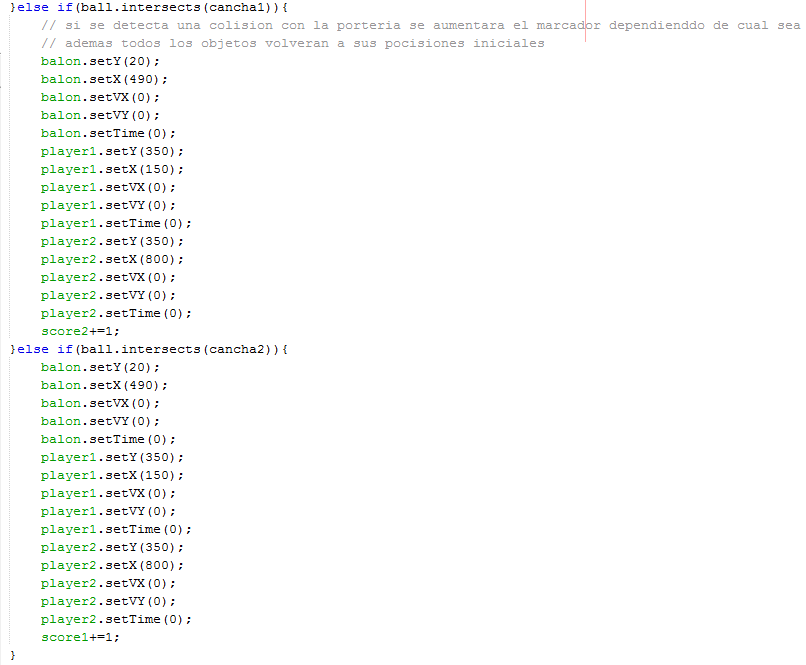 }else if(ball.intersects(cancha1)){
// si se detecta una colision con la porteria se aumentara el marcador dependienddo de cual sea
// ademas todos los objetos volveran a sus pocisiones iniciales
balon.setY(20);
balon.setX(490);
balon.setVX(0);
balon.setVY(0);
balon.setTime(0);
player1.setY(350);
player1.setX(150);
player1.setVX(0);
player1.setVY(0);
player1.setTime(0);
player2.setY(350);
player2.setX(800);
player2.setVX(0);
player2.setVY(0);
player2.setTime(0);
score2+=1;
}else if(ball.intersects(cancha2)){
balon.setY(20);
balon.setX(490);
balon.setVX(0);
balon.setVY(0);
balon.setTime(0);
player1.setY(350);
player1.setX(150);
player1.setVX(0);
player1.setVY(0);
player1.setTime(0);
player2.setY(350);
player2.setX(800);
player2.setVX(0);
player2.setVY(0);
player2.setTime(0);
score1+=1;
}